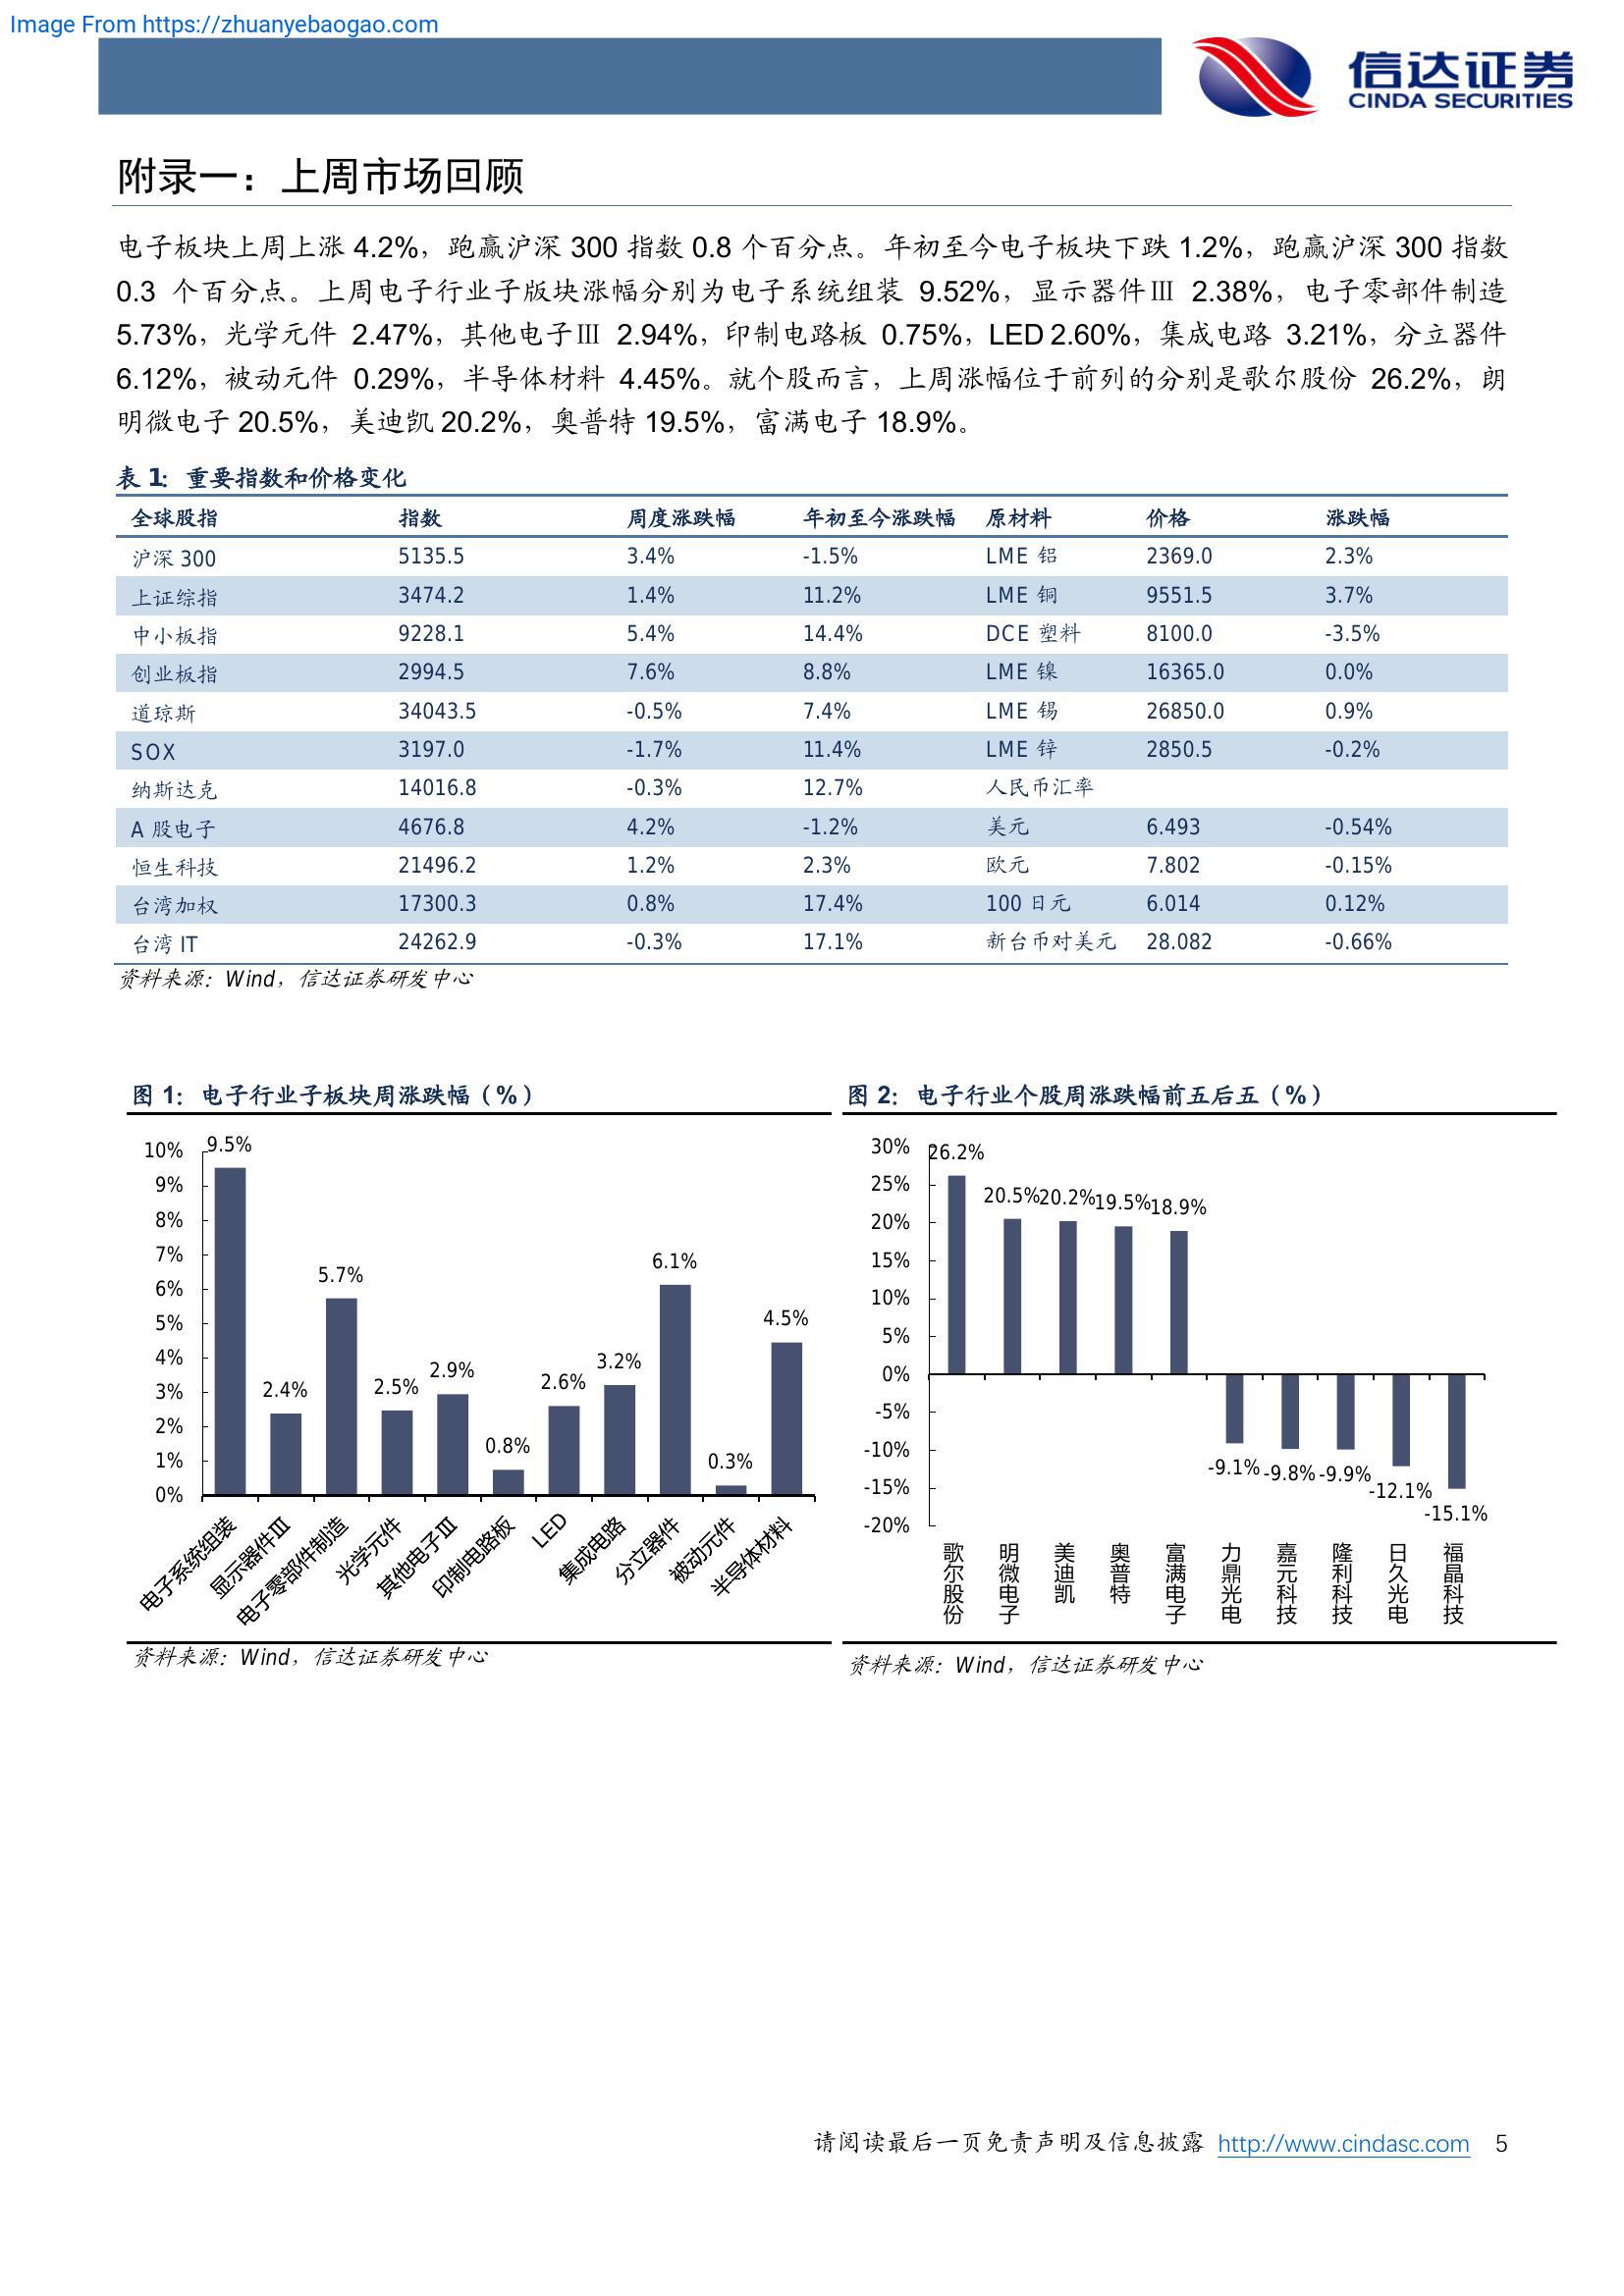 Image From https://zhuanyebaogao.com
信达证券
CINDA SECURITIES
附录一：上周市场回顾
电子板块上周上涨 4.2%，跑赢沪深 300 指数 0.8 个百分点。年初至今电子板块下跌 1.2%，跑赢沪深 300 指数
0.3 个百分点。上周电子行业子版块涨幅分别为电子系统组装 9.52%，显示器件Ⅲ 2.38%，电子零部件制造
5.73%，光学元件 2.47%，其他电子Ⅲ 2.94%，印制电路板 0.75%，LED 2.60%，集成电路 3.21%，分立器件
6.12%，被动元件 0.29%，半导体材料 4.45%。就个股而言，上周涨幅位于前列的分别是歌尔股份 26.2%，朗
明微电子 20.5%，美迪凯 20.2%，奥普特 19.5%，富满电子 18.9%。
表 1: 重要指数和价格变化
全球股指 指数 周度涨跌幅 年初至今涨跌幅 原材料 价格 涨跌幅
沪深 300 5135.5 3.4% -1.5% LME 铝 2369.0 2.3%
上证综指 3474.2 1.4% 11.2% LME 铜 9551.5 3.7%
中小板指 9228.1 5.4% 14.4% DCE 塑料 8100.0 -3.5%
创业板指 2994.5 7.6% 8.8% LME 镍 16365.0 0.0%
道琼斯 34043.5 -0.5% 7.4% LME 锡 26850.0 0.9%
SOX 3197.0 -1.7% 11.4% LME 锌 2850.5 -0.2%
纳斯达克 14016.8 -0.3% 12.7% 人民币汇率
A 股电子 4676.8 4.2% -1.2% 美元 6.493 -0.54%
恒生科技 21496.2 1.2% 2.3% 欧元 7.802 -0.15%
台湾加权 17300.3 0.8% 17.4% 100 日元 6.014 0.12%
台湾 IT 24262.9 -0.3% 17.1% 新台币对美元 28.082 -0.66%
资料来源：Wind，信达证券研发中心
图 1：电子行业子板块周涨跌幅（%）
10%
9%
8%
7%
6%
5%
4%
3%
2%
1%
0%
9.5%
2.4%
5.7%
2.5%
2.9%
0.8%
2.6%
3.2%
6.1%
0.3%
4.5%
电子系统组装
显示器件Ⅲ
电子零部件制造
光学元件
其他电子Ⅲ
印制电路板
LED
集成电路
分立器件
被动元件
半导体材料
资料来源：Wind，信达证券研发中心
图 2：电子行业个股周涨跌幅前五后五（%）
30%
25%
20%
15%
10%
5%
0%
-5%
-10%
-15%
-20%
26.2%
20.5%
20.2%
19.5%
18.9%
-9.1%
-9.8%
-9.9%
-12.1%
-15.1%
歌尔股份
明微电子
美迪凯
奥普特
富满电子
力鼎光电
嘉元科技
隆利科技
日久光电
福晶科技
资料来源：Wind，信达证券研发中心
请阅读最后一页免责声明及信息披露 http://www.cindasc.com 5